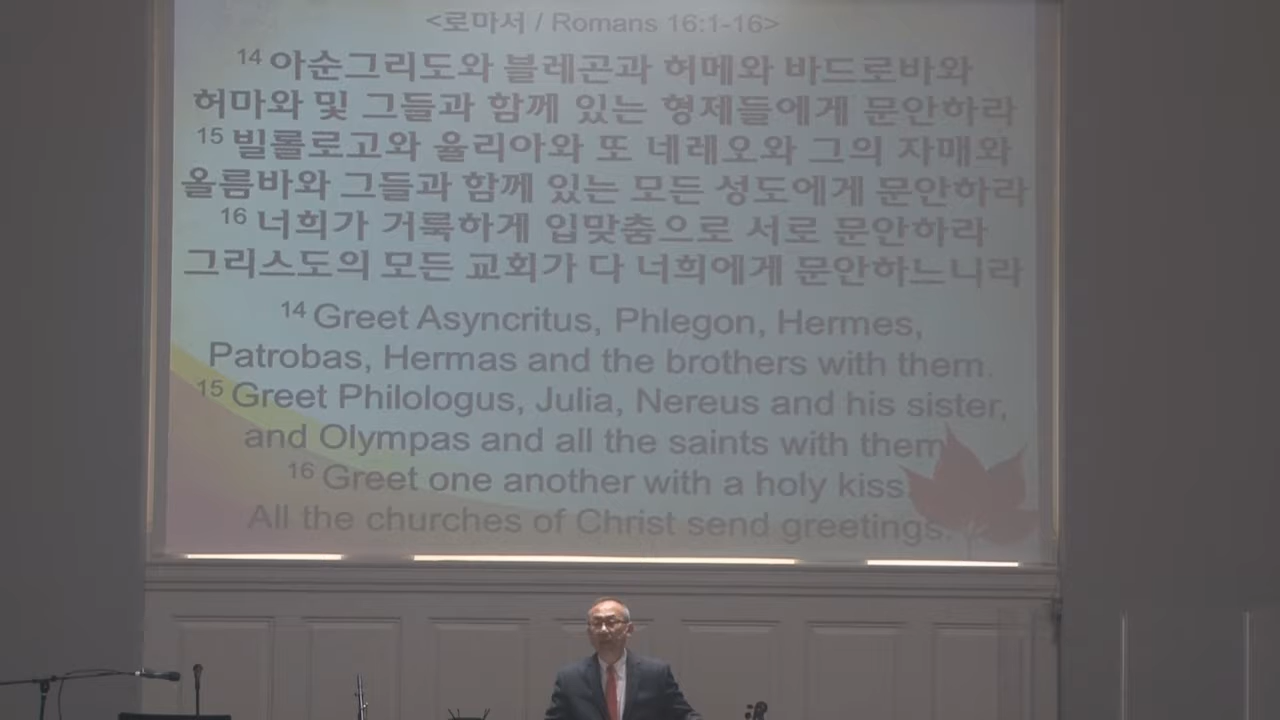 <로마서 / Romans 16:1-16>
14 아순그리도와 블레곤과 허메와 바드로바와
허마와 및 그들과 함께 있는 형제들에게 문안하라
15 빌롤로고와 율리아와 또 네레오와 그의 자매와
올름바와 그들과 함께 있는 모든 성도에게 문안하라
16 너희가 거룩하게 입맞춤으로 서로 문안하라
그리스도의 모든 교회가 다 너희에게 문안하느니라
14 Greet Asyncritus, Phlegon, Hermes,
Patrobas, Hermas and the brothers with them.
15 Greet Philologus, Julia, Nereus and his sister,
and Olympas and all the saints with them
16 Greet one another with a holy kiss.
All the churches of Christ send greetings.